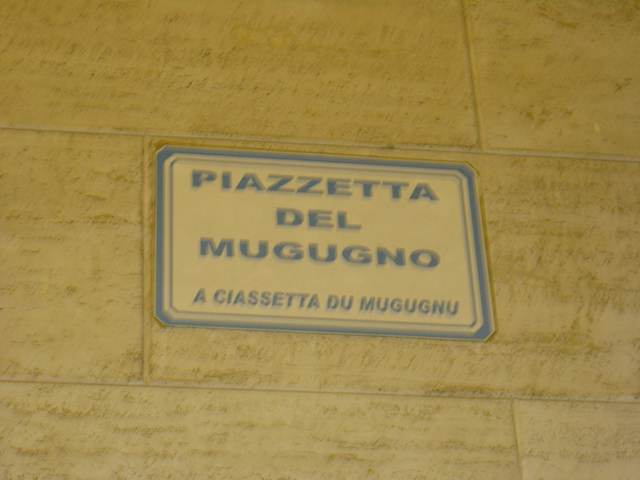 PIAZZETTA
DEL
MUGUGNO
A CIASSETTA DU MUGUGNU